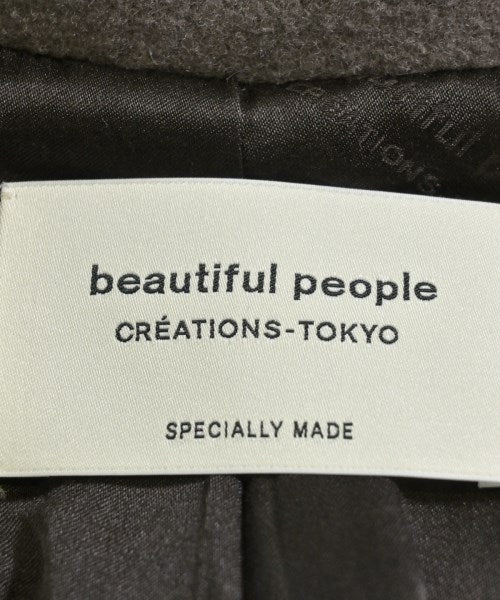 beautiful people
CRÉATIONS-TOKYO
SPECIALLY MADE